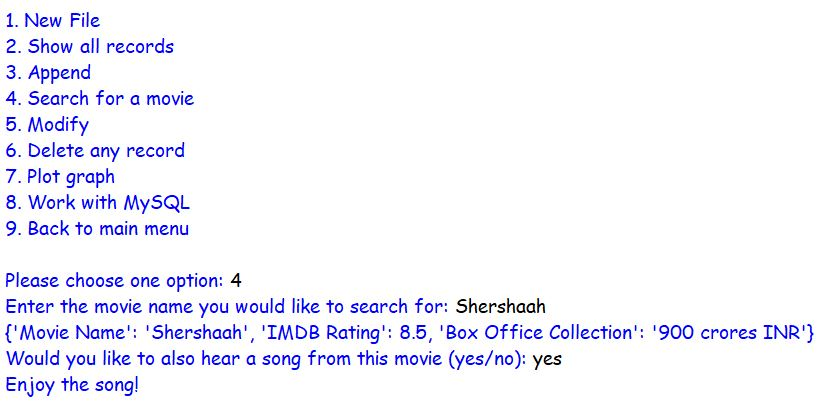 1. New File
2. Show all records
3. Append
4. Search for a movie
5. Modify
6. Delete any record
7. Plot graph
8. Work with MySQL
9. Back to main menu
Please choose one option: 4
Enter the movie name you would like to search for: Shershaah
{'Movie Name': 'Shershaah', 'IMDB Rating': 8.5, 'Box Office Collection': '900 crores INR'}
Would you like to also hear a song from this movie (yes/no): yes
Enjoy the song!